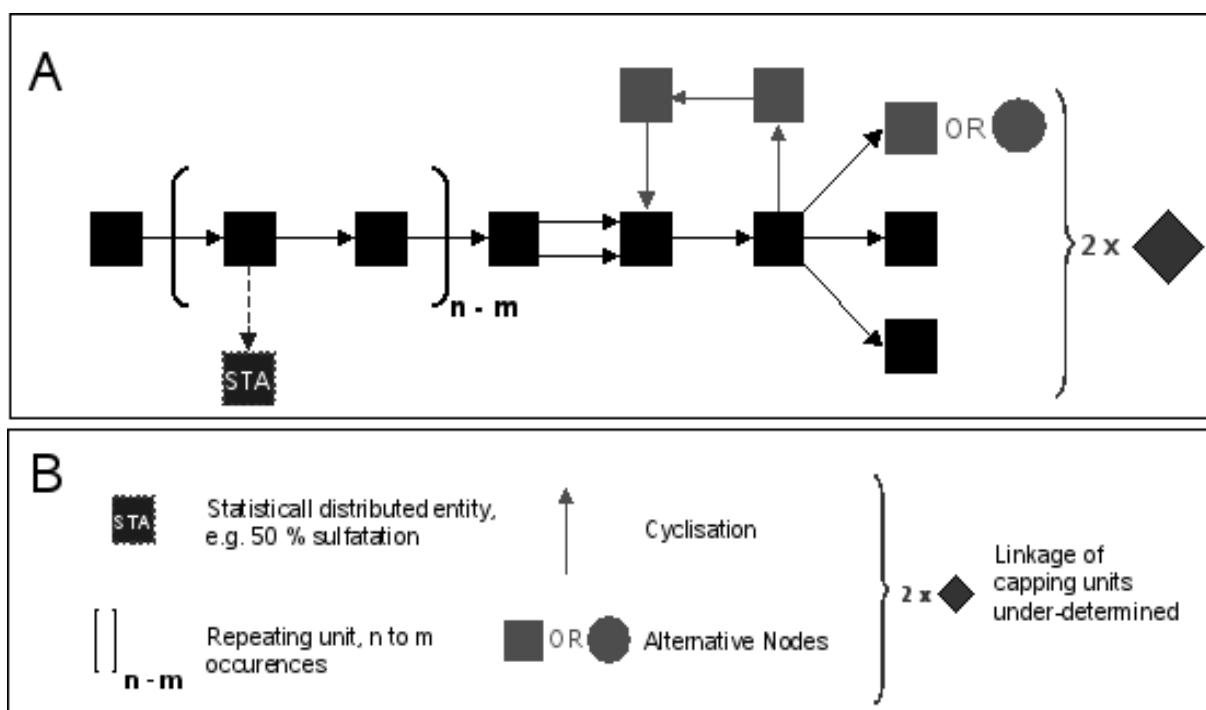 A
OR
2 x
n - m
STA
B
STA
Statisticall distributed entity,
e.g. 50 % sulfatation
Cyclisation
2 x
Linkage of
capping units
under-determined
n - m
Repeating unit, n to m
occurences
OR
Alternative Nodes